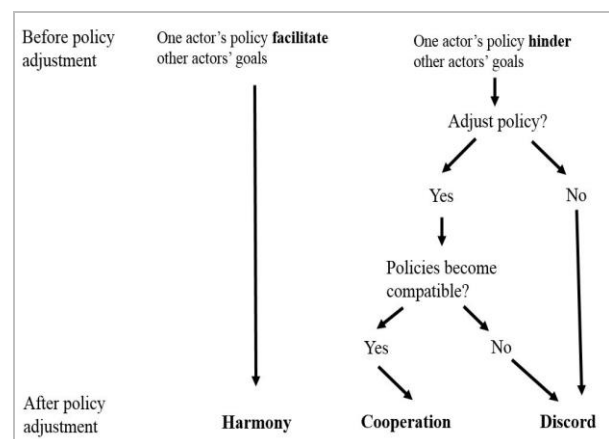 Before policy
adjustment
One actor's policy facilitate
other actors' goals
One actor's policy hinder
other actors' goals
Adjust policy?
Yes
No
Policies become
compatible?
Yes
No
After policy
adjustment
Harmony
Cooperation
Discord